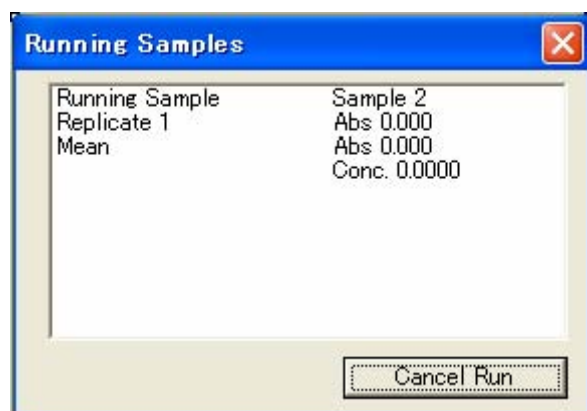 Running Samples
Running Sample Sample 2
Replicate 1 Abs 0.000
Mean Abs 0.000
Conc. 0.0000
Cancel Run